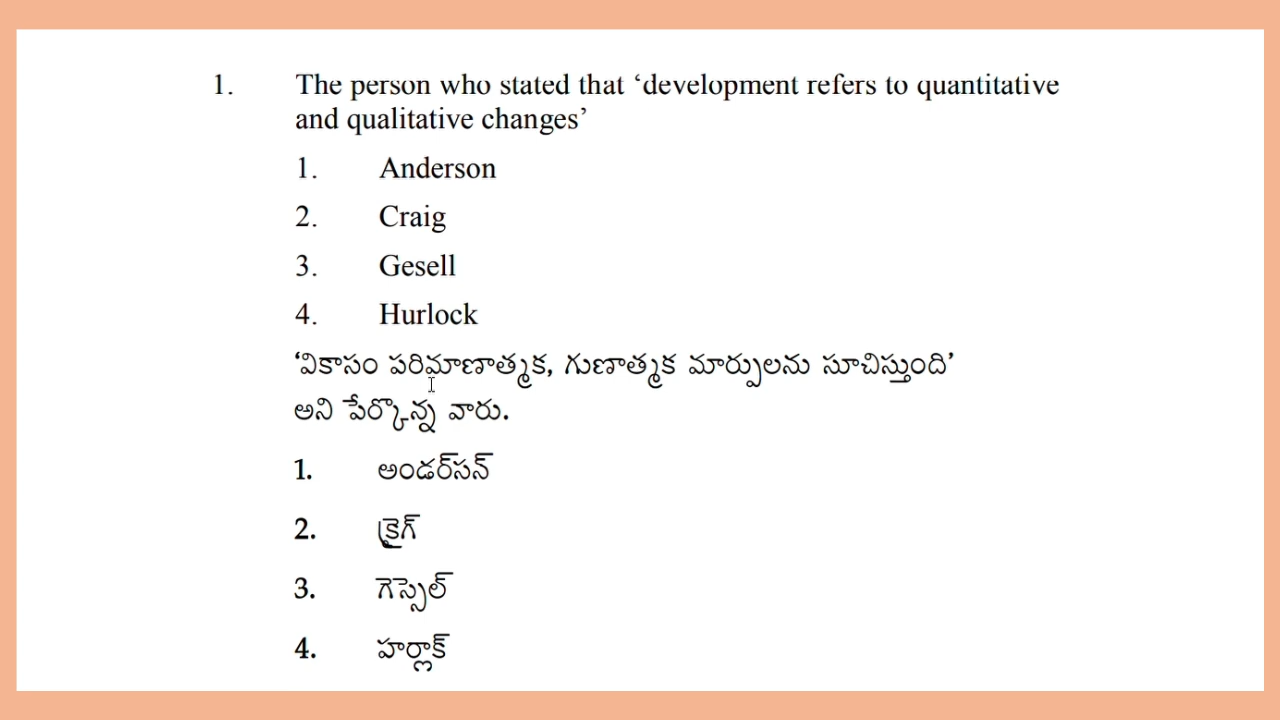 1. The person who stated that ‘development refers to quantitative
and qualitative changes’
1. Anderson
2. Craig
3. Gesell
4. Hurlock
‘వికాసం పరిమాణాత్మక, గుణాత్మక మార్పులను సూచిస్తుంది’
అని పేర్కొన్న వారు.
1. అండర్‌సన్
2. క్రైగ్
3. గెస్సెల్
4. హర్లాక్